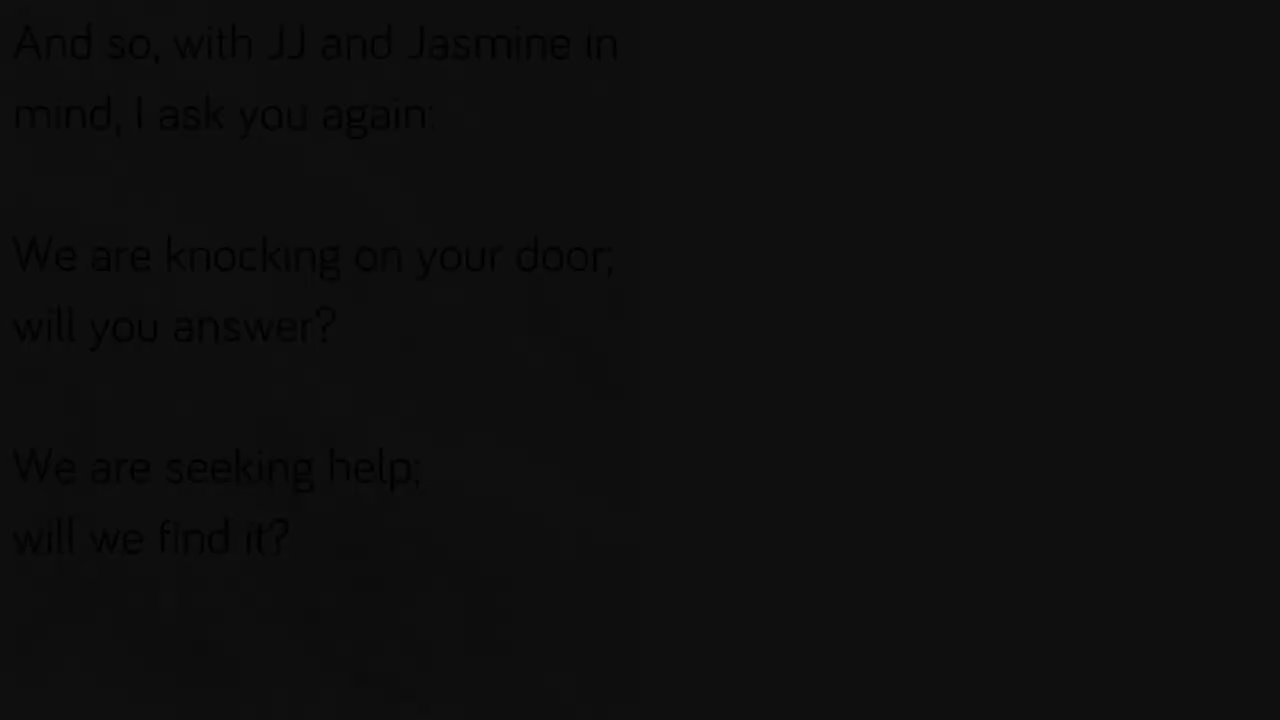 And so, with JJ and Jasmine in
mind, I ask you again:
We are knocking on your door;
will you answer?
We are seeking help;
will we find it?